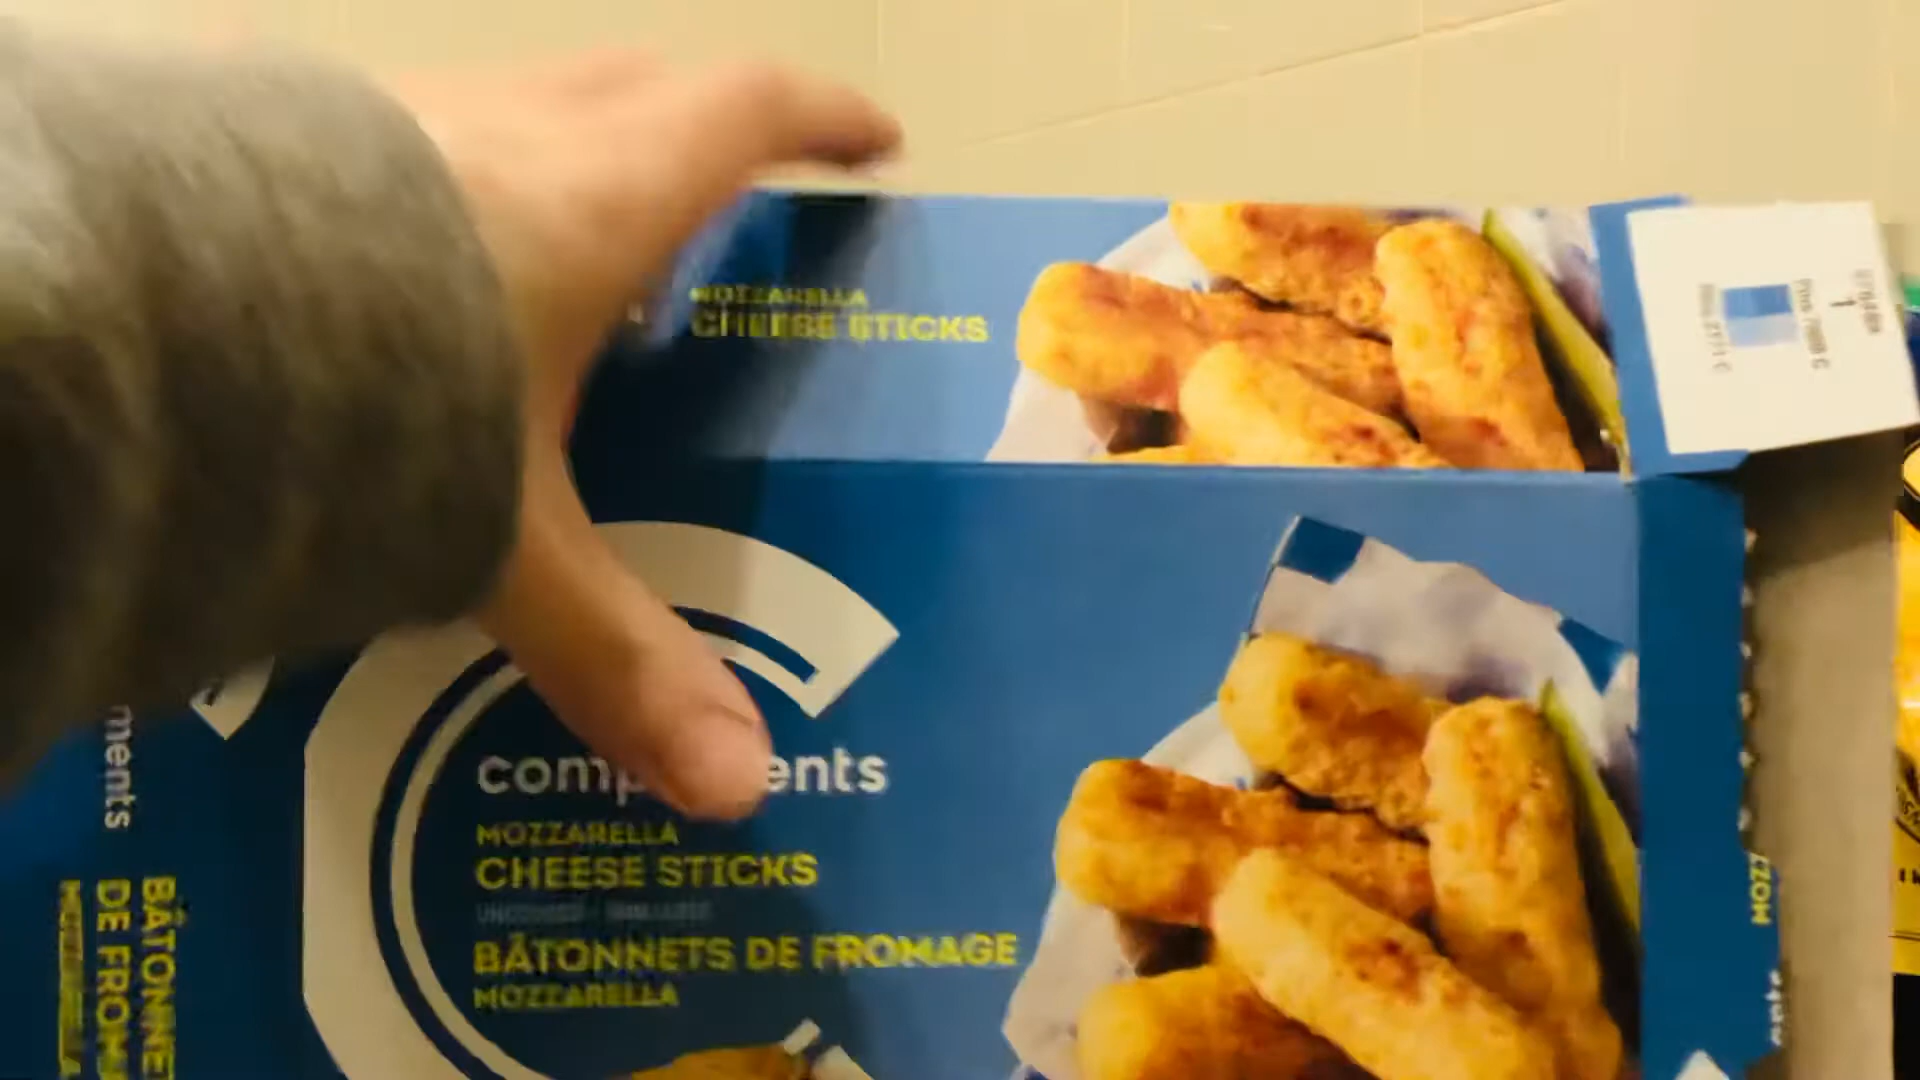 MOZZARELLA
CHEESE STICKS
ments
BÂTONNE
DE FROM
comp ents
MOZZARELLA
CHEESE STICKS
BÂTONNETS DE FROMAGE
MOZZARELLA
MOZZ